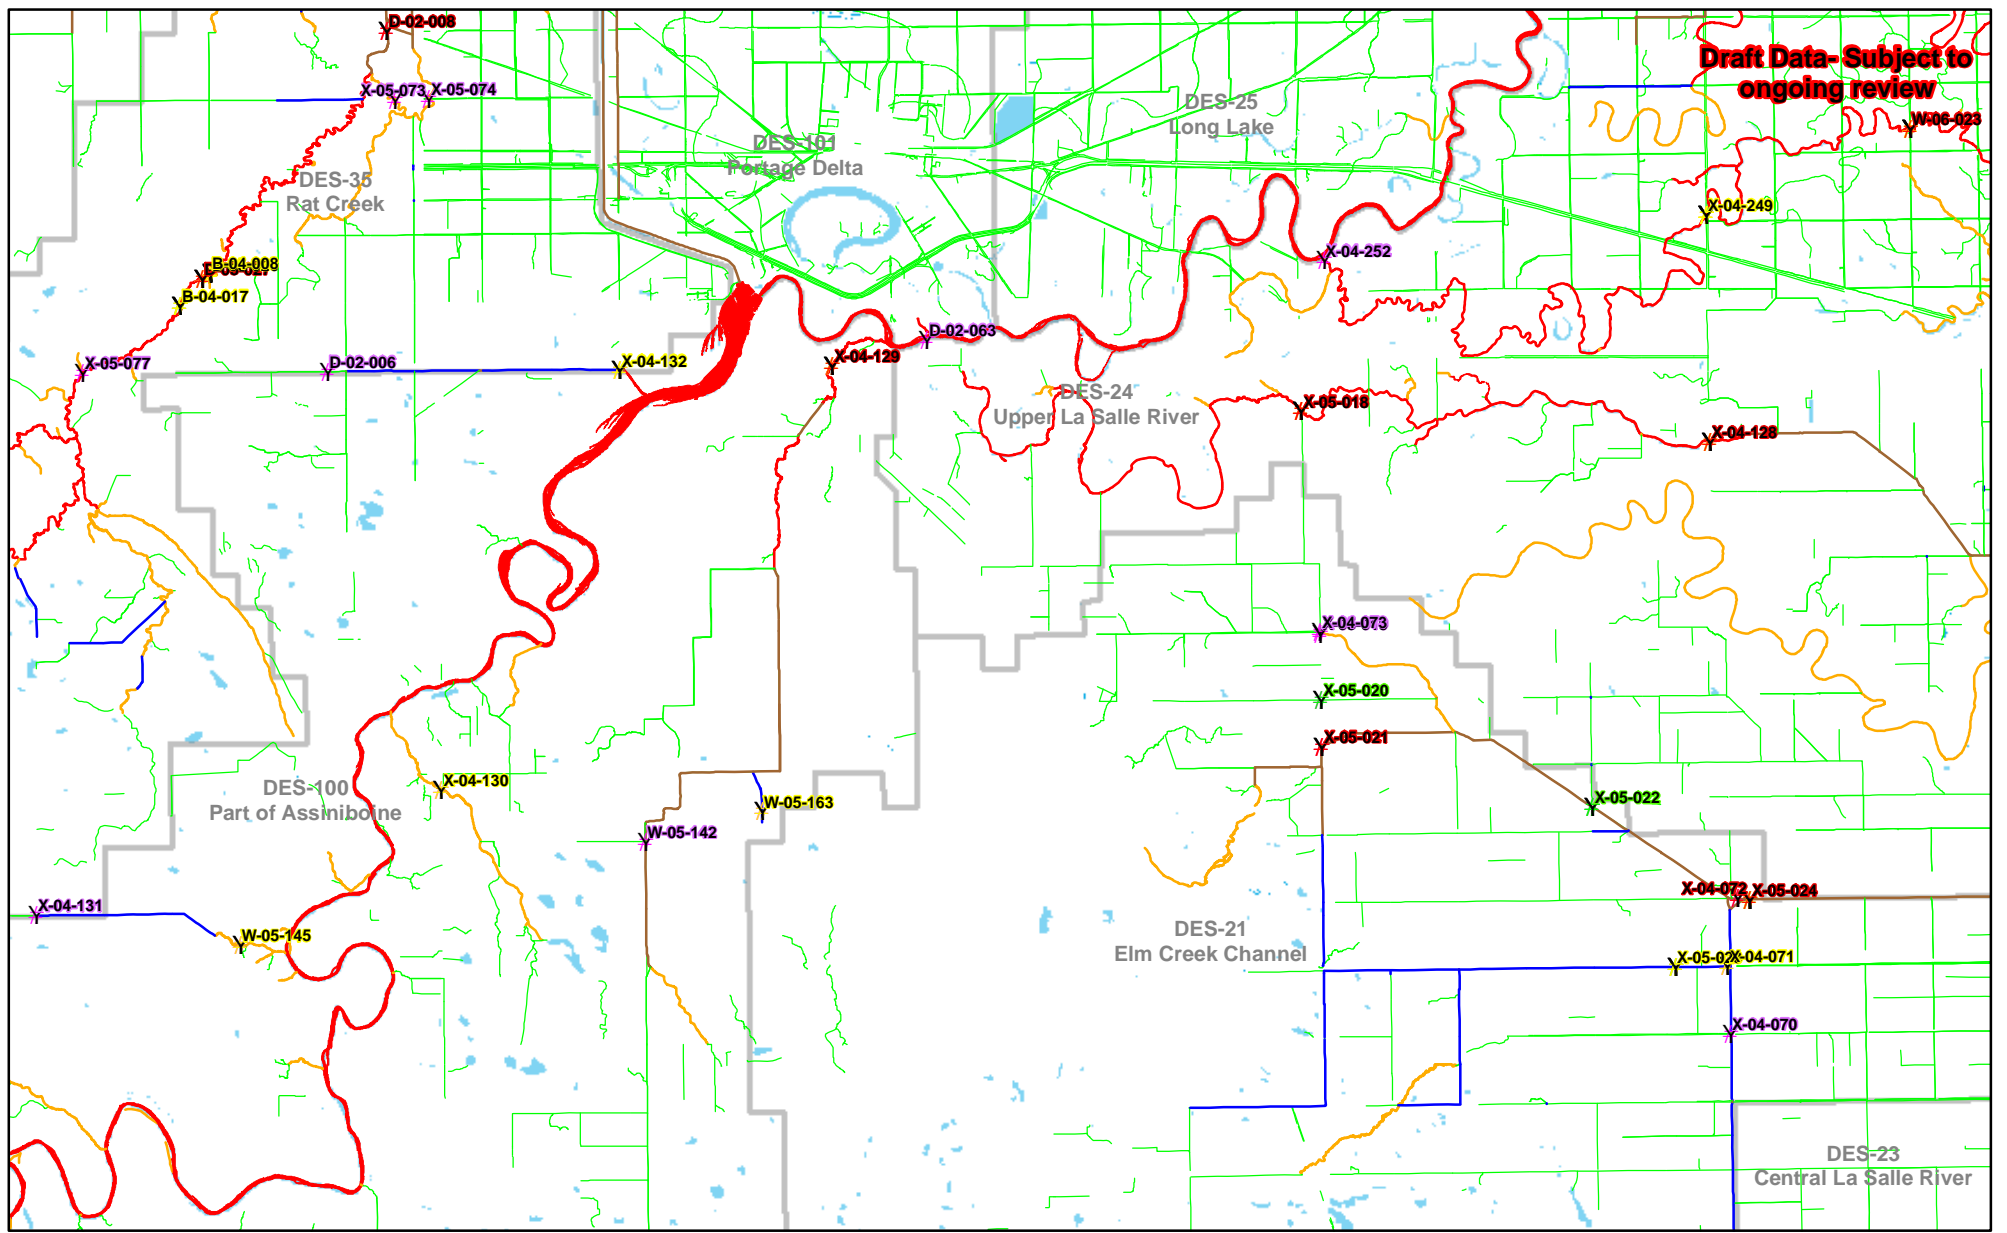 D-02-008
Draft Data- Subject to
ongoing review
X-05-073
X-05-074
DES-25
Long Lake
W-06-023
DES-101
Portage Delta
DES-35
Rat Creek
X-04-249
X-04-252
B-04-008
B-04-017
D-02-063
X-05-077
D-02-006
X-04-132
X-04-129
DES-24
Upper La Salle River
X-05-018
X-04-128
X-04-073
X-05-020
X-05-021
X-04-130
DES-100
Part of Assiniboine
W-05-163
X-05-022
W-05-142
X-04-072
X-05-024
X-04-131
W-05-145
DES-21
Elm Creek Channel
X-04-071
X-04-070
DES-23
Central La Salle River